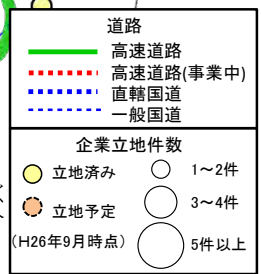 道路
高速道路
高速道路(事業中)
直轄国道
一般国道
企業立地件数
立地済み
1～2件
立地予定
3～4件
(H26年9月時点)
5件以上